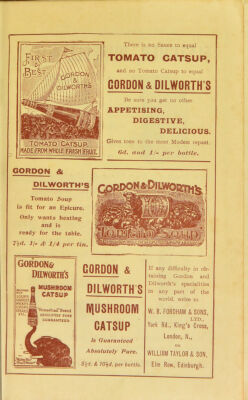 There is no Sauce to equal
TOMATO CATSUP,
and no Tomato Catsup to equal
GORDON & DILWORTH'S
Be sure you get no other.
APPETISING,
DIGESTIVE,
DELICIOUS.
Gives tone to the most Modest repast.
6d. and 1/- per bottle.
FIRST
&
BEST.
GORDON
&
DILWORTH'S
TOMATO CATSUP.
MADE FROM WHOLE FRESH FRUIT.
GORDON &
DILWORTH'S
Tomato Soup
is fit for an Epicure.
Only wants heating
and is
ready for the table.
7½d. 1/- & 1/4 per tin.
GORDON & DILWORTH'S
GORDON &
DILWORTH'S
MUSHROOM
CATSUP
ABSOLUTELY PURE
GUARANTEED.
GORDON &
DILWORTH'S
MUSHROOM
CATSUP
Is Guaranteed
Absolutely Pure.
5½d. & 10½d. per bottle.
If any difficulty in ob-
taining Gordon and
Dilworth's specialities
in any part of the
world, write to
W. B. FORDHAM & SONS,
LTD.,
York Rd., King's Cross,
London, N.,
OR
WILLIAM TAYLOR & SON,
Elm Row, Edinburgh.